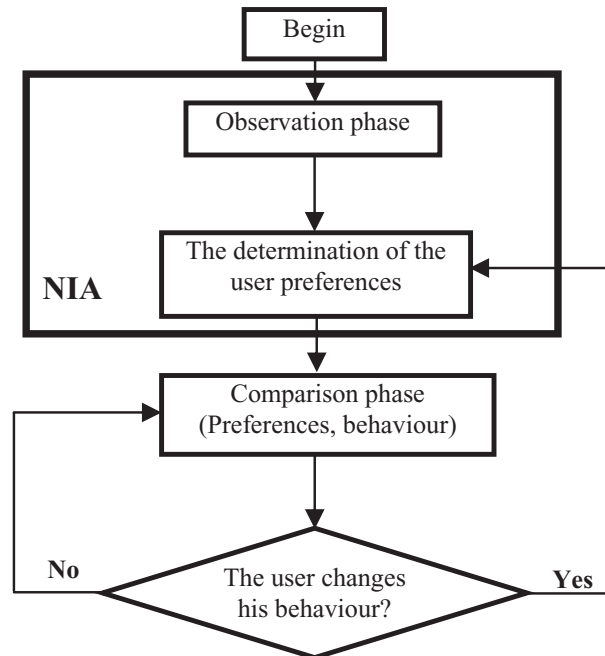 Begin
Observation phase
The determination of the
user preferences
NIA
Comparison phase
(Preferences, behaviour)
No
The user changes
his behaviour?
Yes